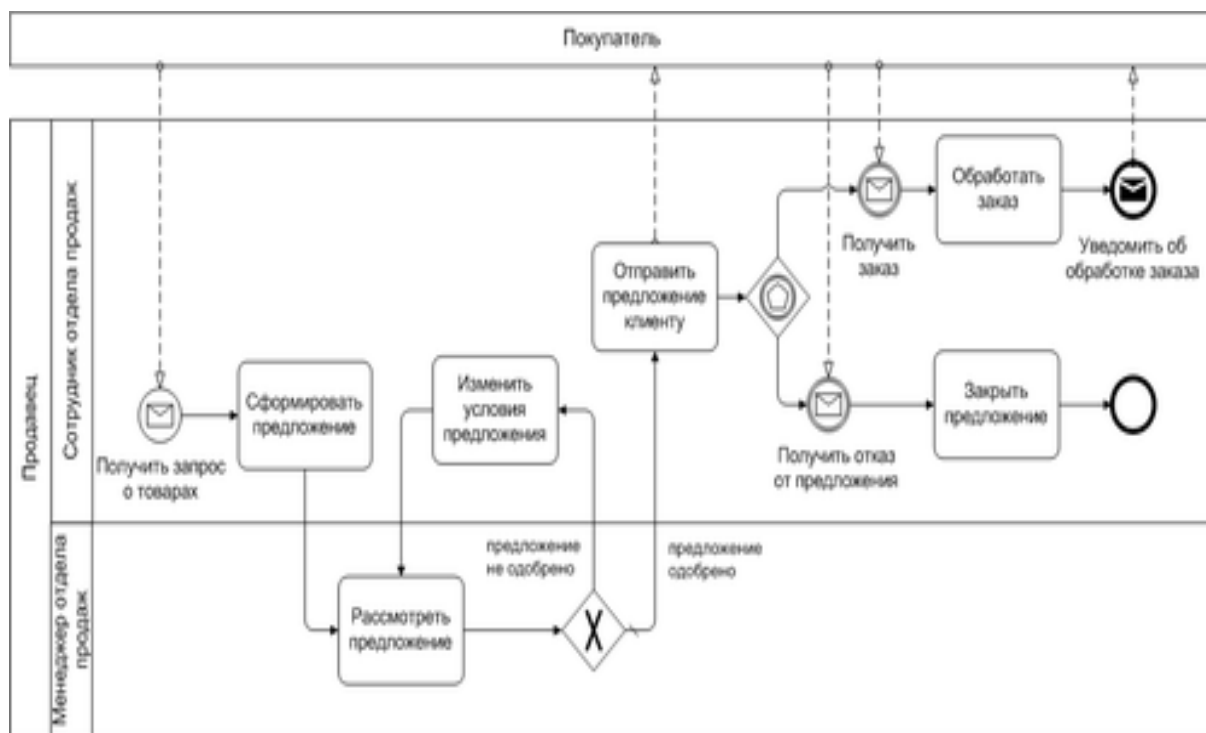 Покупатель
Продавец
Сотрудник отдела продаж
Обработать
заказ
Получить
заказ
Уведомить об
обработке заказа
Отправить
предложение
клиенту
Сформировать
предложение
Изменить
условия
предложения
Закрыть
предложение
Получить запрос
о товарах
Получить отказ
от предложения
Менеджер отдела
продаж
предложение
не одобрено
предложение
одобрено
Рассмотреть
предложение